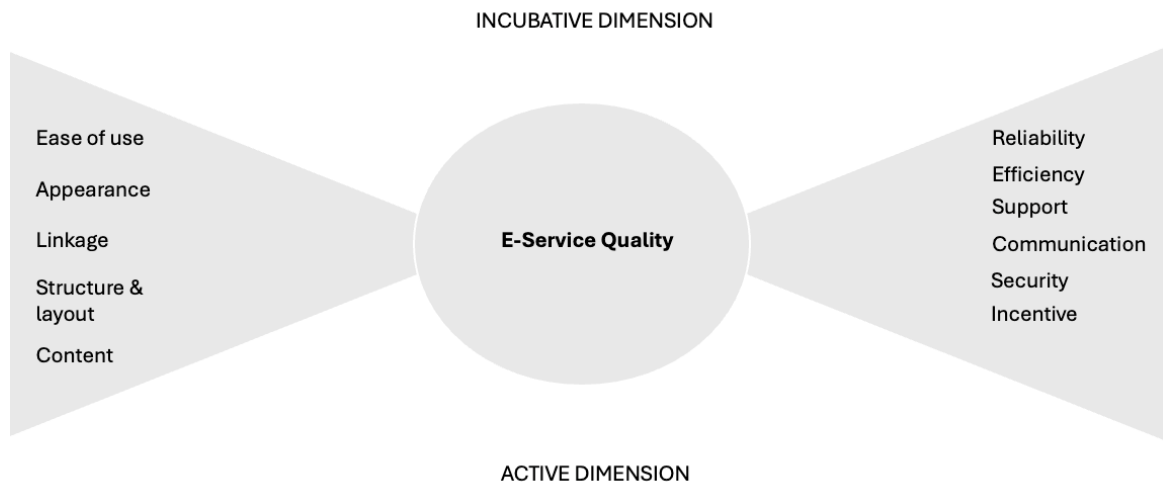 INCUBATIVE DIMENSION
Ease of use
Appearance
Linkage
Structure &
layout
Content
E-Service Quality
Reliability
Efficiency
Support
Communication
Security
Incentive
ACTIVE DIMENSION